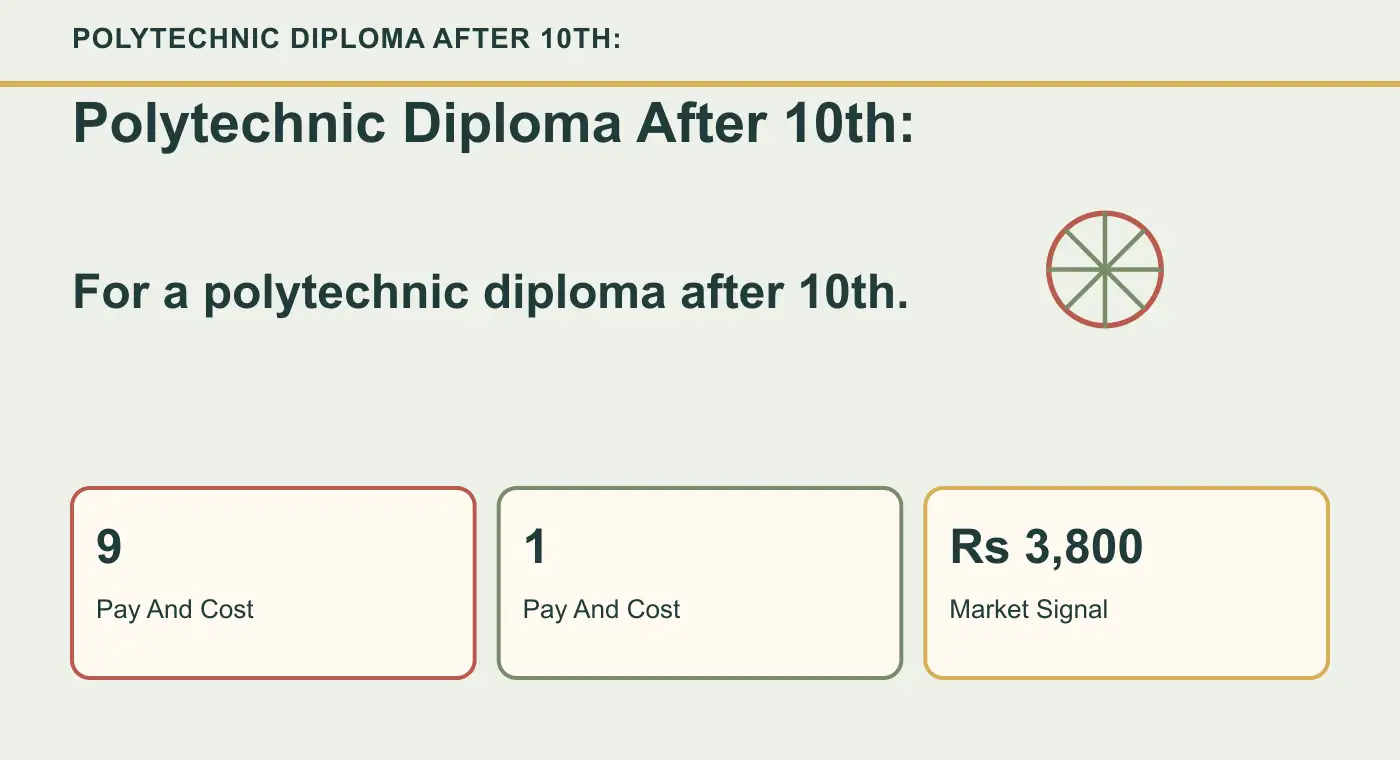 POLYTECHNIC DIPLOMA AFTER 10TH:
Polytechnic Diploma After 10th:
For a polytechnic diploma after 10th.
9
Pay And Cost
1
Pay And Cost
Rs 3,800
Market Signal